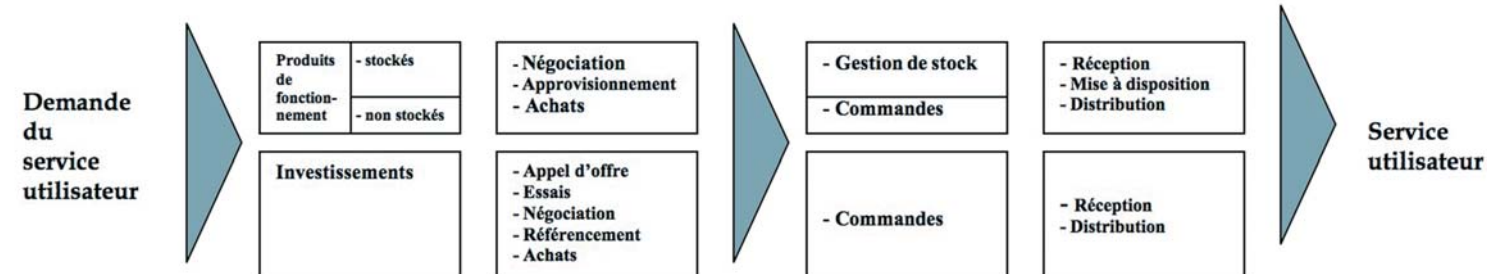 Demande
du
service
utilisateur
Produits
de
fonction-
nement
- stockés
- non stockés
- Négociation
- Approvisionnement
- Achats
- Gestion de stock
- Commandes
- Réception
- Mise à disposition
- Distribution
Investissements
- Appel d'offre
- Essais
- Négociation
- Référencement
- Achats
- Commandes
- Réception
- Distribution
Service
utilisateur